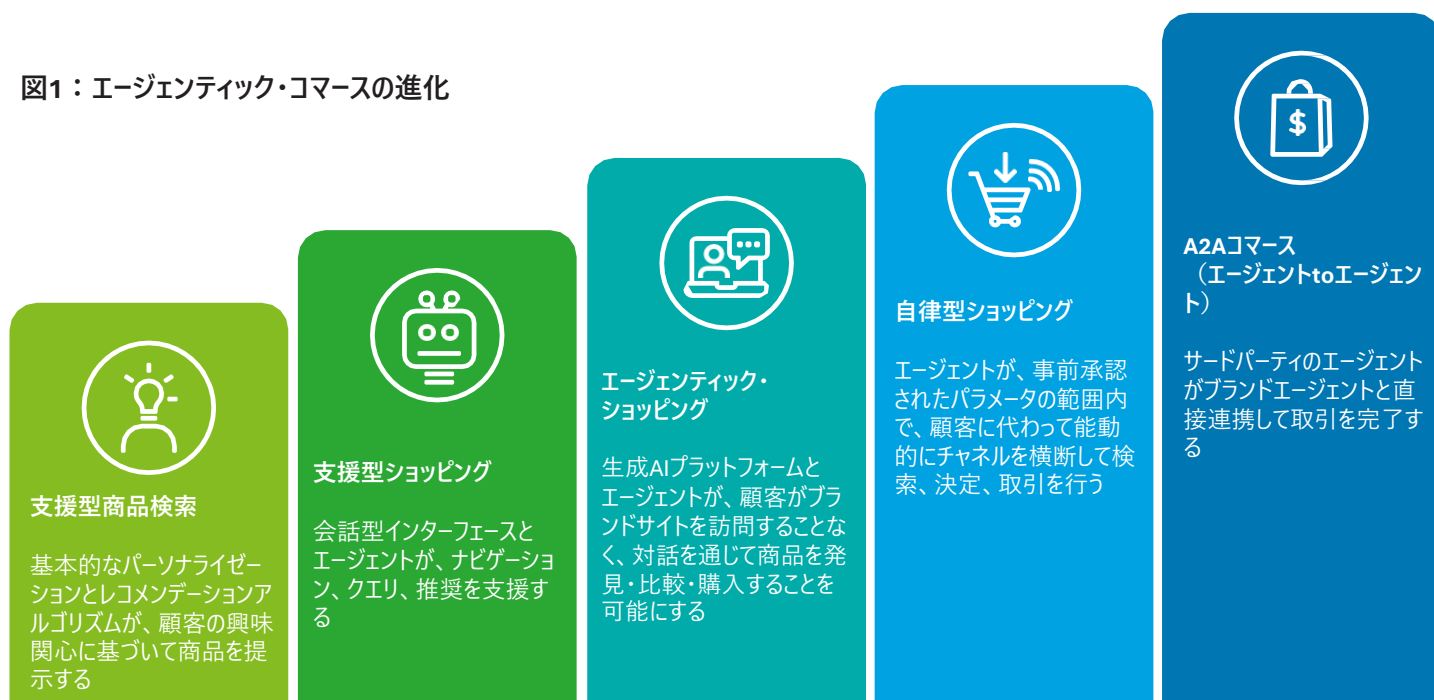 図1：エージェンティック・コマースの進化
支援型商品検索
基本的なパーソナライゼー
ションとレコメンデーションア
ルゴリズムが、顧客の興味
関心に基づいて商品を提
示する
支援型ショッピング
会話型インターフェースと
エージェントが、ナビゲーショ
ン、クエリ、推奨を支援す
る
エージェンティック・
ショッピング
生成AIプラットフォームと
エージェントが、顧客がブラ
ンドサイトを訪問することな
く、対話を通じて商品を発
見・比較・購入することを
可能にする
自律型ショッピング
エージェントが、事前承認
されたパラメータの範囲内
で、顧客に代わって能動
的にチャネルを横断して検
索、決定、取引を行う
$
A2Aコマース
（エージェントtoエージェン
ト）
サードパーティのエージェント
がブランドエージェントと直
接連携して取引を完了す
る